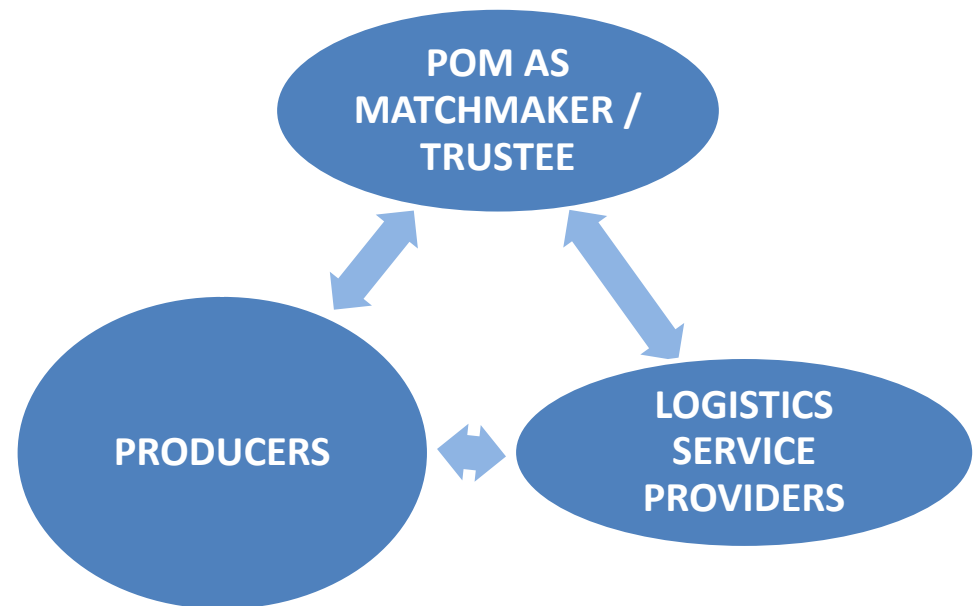 POM AS
MATCHMAKER /
TRUSTEE
PRODUCERS
LOGISTICS
SERVICE
PROVIDERS